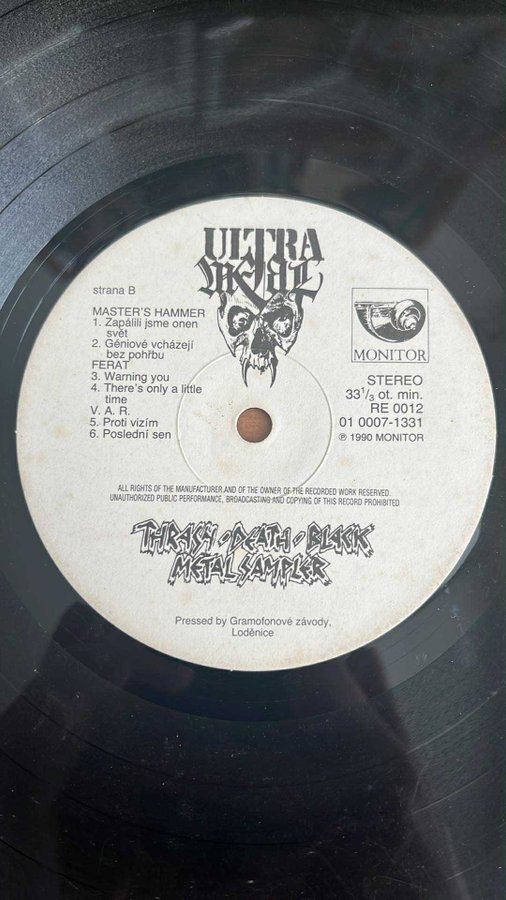 ULTRA
METAL
strana B
MASTER'S HAMMER
1. Zapálili jsme onen
svět
2. Géniové vcházejí
bez pohřbu
FERAT
3. Warning you
4. There's only a little
time
V. A. R.
5. Proti vizím
6. Poslední sen
MONITOR
STEREO
33 1/3 ot. min.
RE 0012
01 0007-1331
℗ 1990 MONITOR
ALL RIGHTS OF THE MANUFACTURER AND OF THE OWNER OF THE RECORDED WORK RESERVED.
UNAUTHORIZED PUBLIC PERFORMANCE, BROADCASTING AND COPYING OF THIS RECORD PROHIBITED
THRASH・DEATH・BLACK
METAL SAMPLER
Pressed by Gramofonové závody,
Loděnice